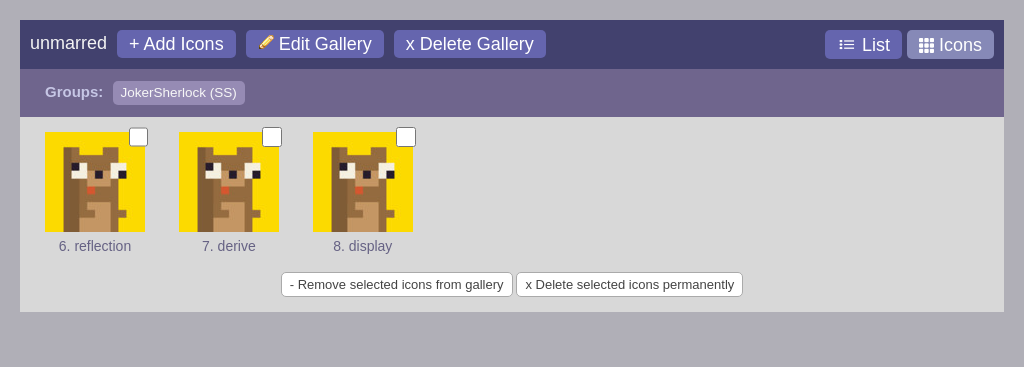 unmarred + Add Icons Edit Gallery x Delete Gallery List Icons
Groups: JokerSherlock (SS)
6. reflection 7. derive 8. display
- Remove selected icons from gallery x Delete selected icons permanently